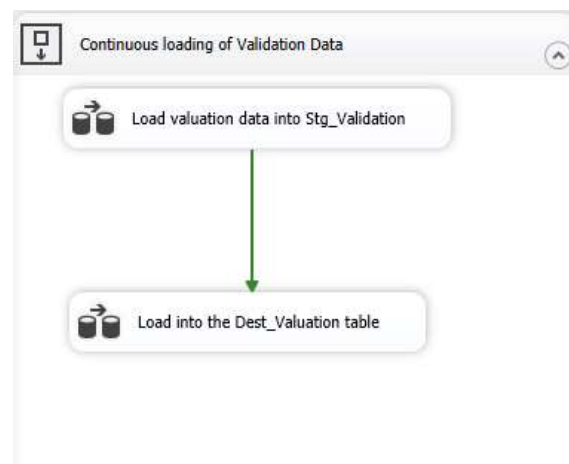 Continuous loading of Validation Data
Load valuation data into Stg_Validation
Load into the Dest_Valuation table